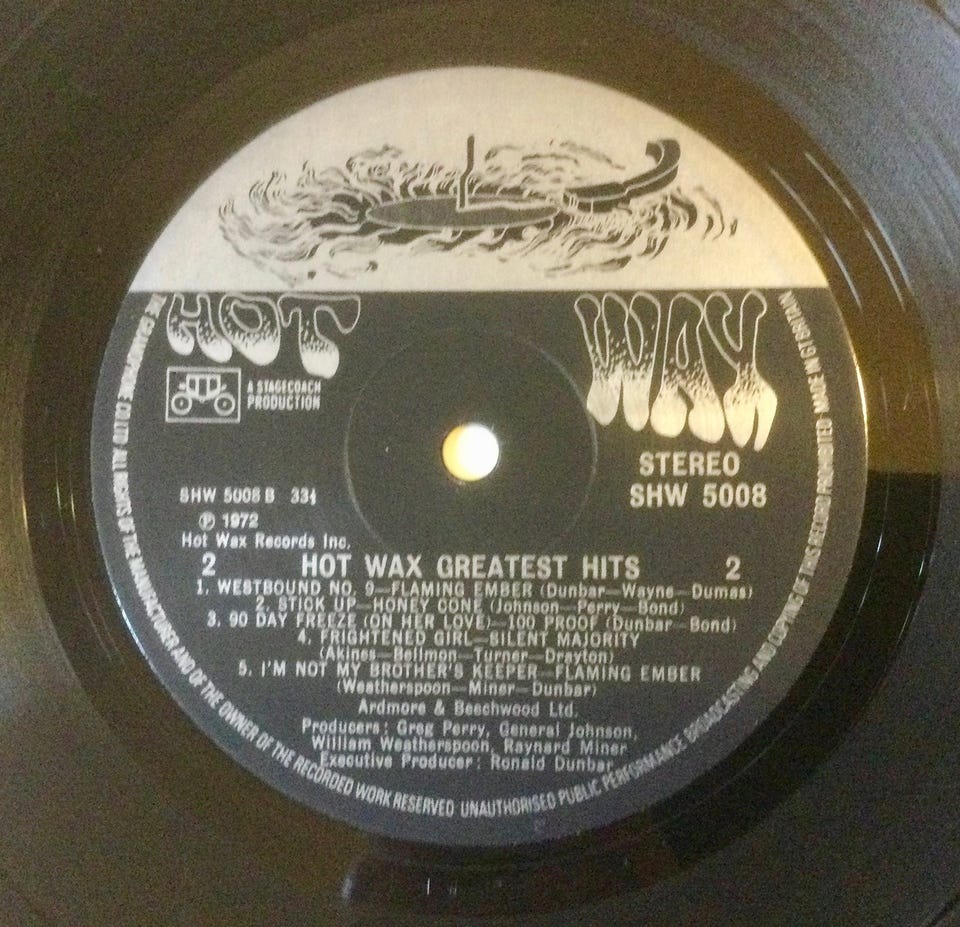 HOT WAX
A STAGECOACH
PRODUCTION
STEREO
SHW 5008
SHW 5008 B 33⅓
℗ 1972
Hot Wax Records Inc.
2 HOT WAX GREATEST HITS 2
1. WESTBOUND NO. 9—FLAMING EMBER (Dunbar—Wayne—Dumas)
2. STICK UP—HONEY CONE (Johnson—Perry—Bond)
3. 90 DAY FREEZE (ON HER LOVE)—100 PROOF (Dunbar—Bond)
4. FRIGHTENED GIRL—SILENT MAJORITY
(Akines—Bellmon—Turner—Drayton)
5. I'M NOT MY BROTHER'S KEEPER—FLAMING EMBER
(Weatherspoon—Miner—Dunbar)
Ardmore & Beechwood Ltd.
Producers: Greg Perry, General Johnson,
William Weatherspoon, Raynard Miner
Executive Producer: Ronald Dunbar
THE GRAMOPHONE CO LTD ALL RIGHTS OF THE MANUFACTURER AND OF THE OWNER OF THE RECORDED WORK RESERVED UNAUTHORISED PUBLIC PERFORMANCE BROADCASTING AND COPYING OF THIS RECORD PROHIBITED MADE IN GT BRITAIN